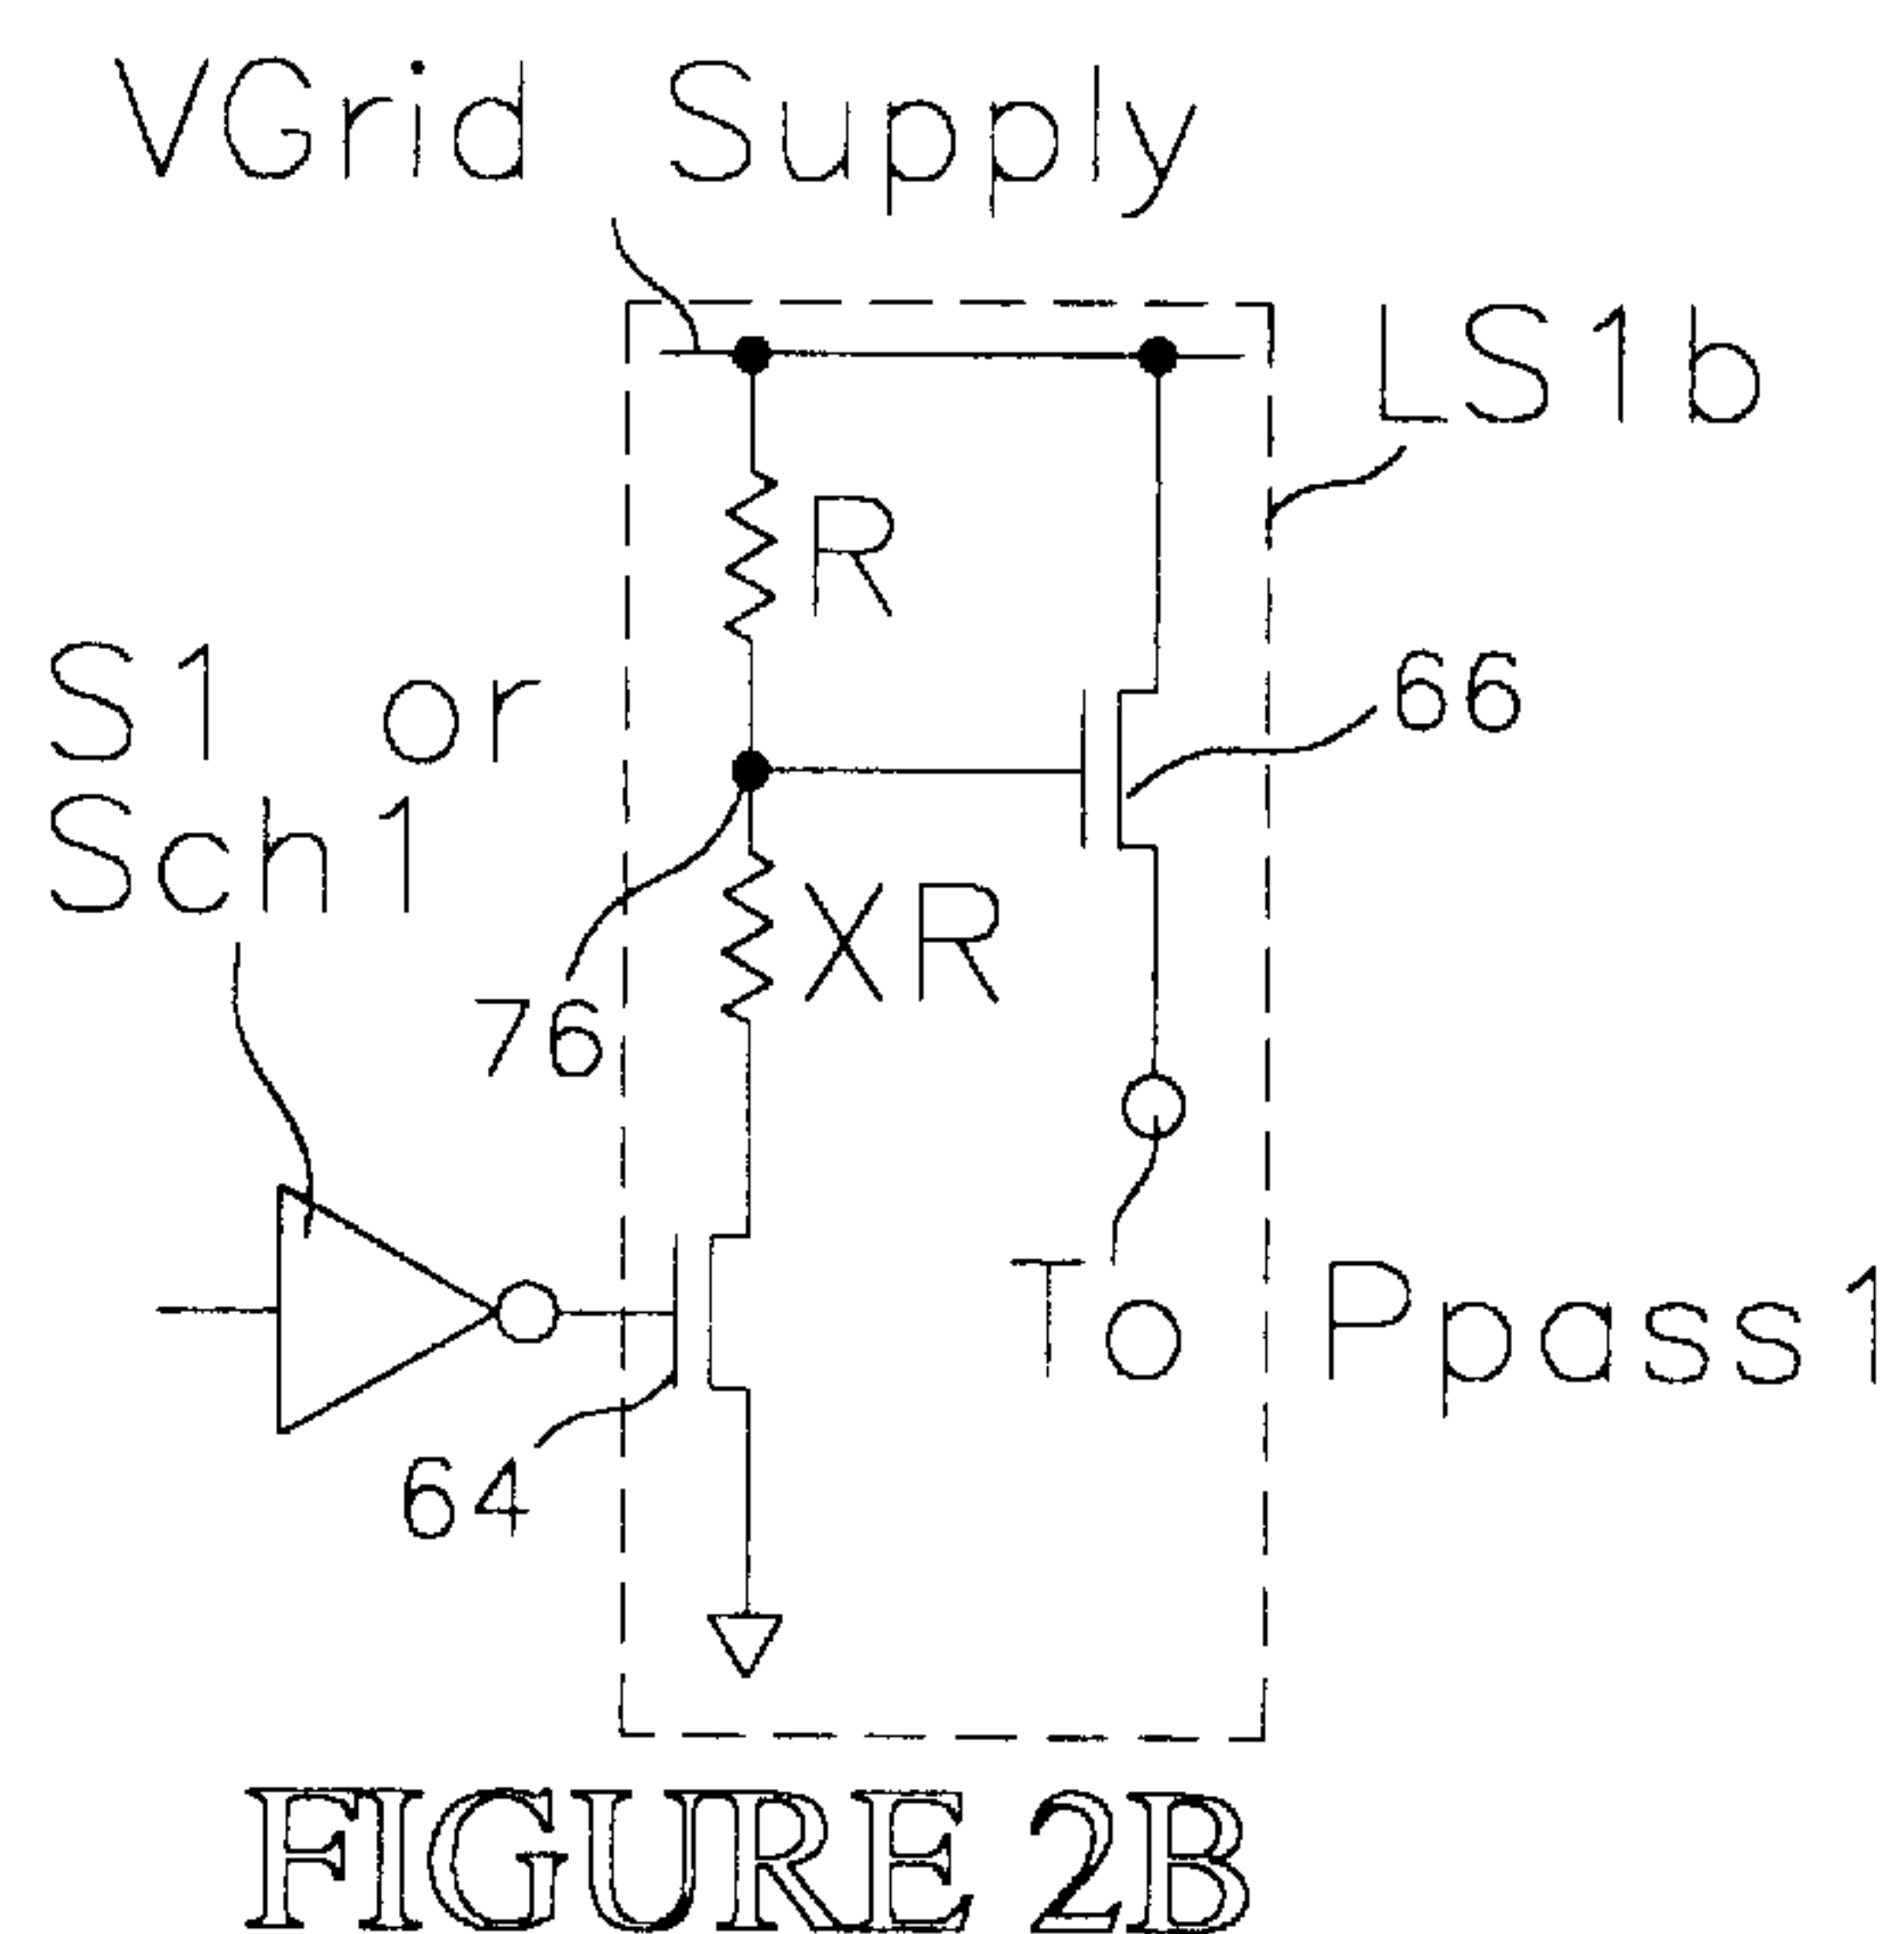 VGrid Supply
LS1b
R
S1 or
Sch1
66
XR
76
To Ppass1
64
FIGURE 2B